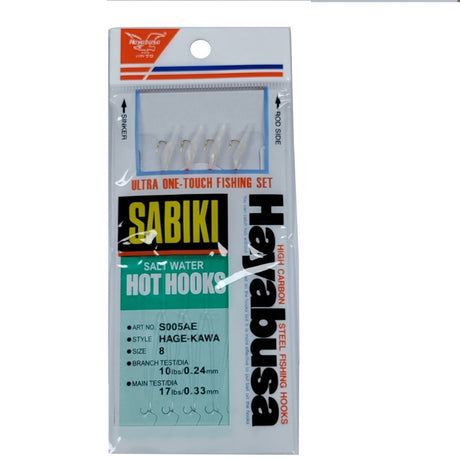 Hayabusa
SINKER
ROD SIDE
ULTRA ONE-TOUCH FISHING SET
SABIKI
SALT WATER
HOT HOOKS
• ART NO. S005AE
• STYLE HAGE-KAWA
• SIZE 8
• BRANCH TEST/DIA
10lbs/0.24mm
• MAIN TEST/DIA
17lbs/0.33mm
Hayabusa
HIGH CARBON STEEL FISHING HOOKS